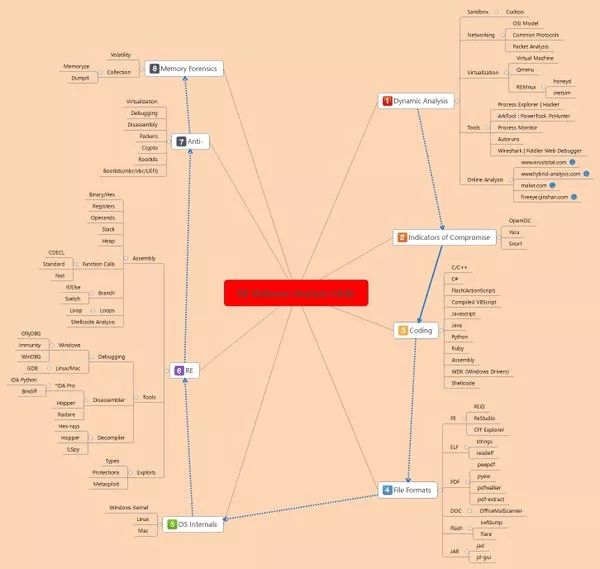 1 Dynamic Analysis
Sandbox
Cuckoo
Networking
OSI Model
Common Protocols
Packet Analysis
Virtualization
Virtual Machine
Qmenu
REMnux
honeyd
inetsim
Tools
Process Explorer | Hacker
ArkTool : PowerTool, PcHunter
Process Monitor
Autoruns
Wireshark | Fiddler Web Debugger
Online Analysis
www.virustotal.com
www.hybrid-analysis.com
malwr.com
fireeye.ijinshan.com
2 Indicators of Compromise
OpenIOC
Yara
Snort
3 Coding
C/C++
C#
Flash/ActionScripts
Compiled VBScript
Javascript
Java
Python
Ruby
Assembly
WDK (Windows Drivers)
Shellcode
4 File Formats
PE
PEID
PeStudio
CFF Explorer
ELF
strings
readelf
PDF
peepdf
pyew
pdfwalker
pdf-extract
DOC
OfficeMalScanner
Flash
swfdump
flare
JAR
jad
jd-gui
5 OS Internals
Windows Kernel
Linux
Mac
6 RE
Assembly
Binary/Hex
Registers
Operands
Stack
Heap
Function Calls
CDECL
Standard
Fast
Branch
If/Else
Switch
Loops
Loop
Shellcode Analysis
Tools
Debugging
Windows
OllyDBG
Immunity
WinDBG
Linux/Mac
GDB
Disassembler
*IDA Pro
IDA Python
Bindiff
Hopper
Radare
Decompiler
Hex-rays
Hopper
ILSpy
Exploits
Types
Protections
Metasploit
7 Anti-
Virtualization
Debugging
Disassembly
Packers
Crypto
Rootkits
Bootkits(mbr/vbr/UEFI)
8 Memory Forensics
Volatility
Collection
Memoryze
DumpIt